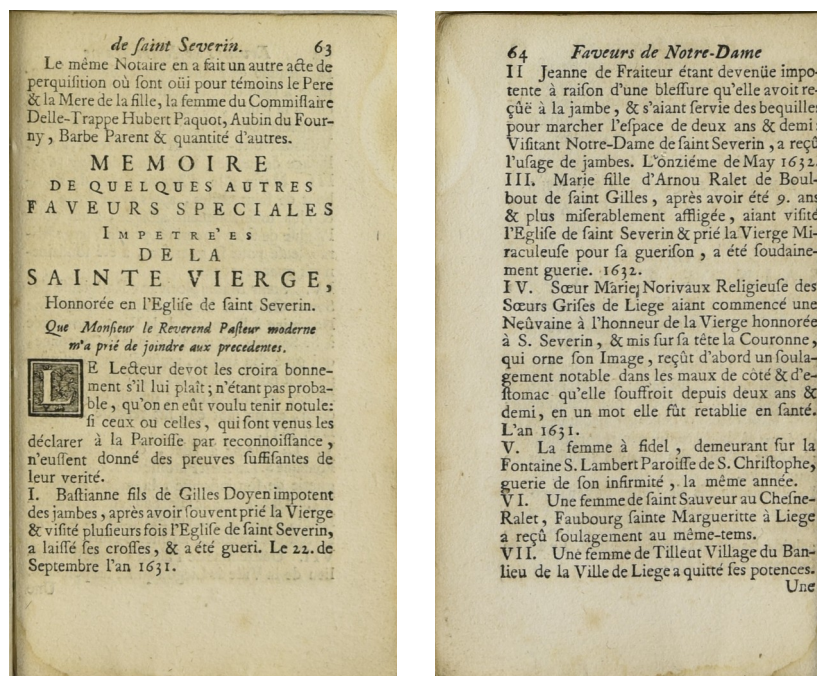 de ſaint Severin. 63
Le même Notaire en a fait un autre acte de
perquiſition où ſont oüi pour témoins le Pere
& la Mere de la fille, la femme du Commiſſaire
Delle-Trappe Hubert Paquot, Aubin du Four-
ny, Barbe Parent & quantité d'autres.
MEMOIRE
DE QUELQUES AUTRES
FAVEURS SPECIALES
IMPETRE'ES
DE LA
SAINTE VIERGE,
Honnorée en l'Egliſe de ſaint Severin.
Que Monſieur le Reverend Paſteur moderne
m'a prié de joindre aux precedentes.
LE Lecteur devot les croira bonne-
ment s'il lui plaît; n'étant pas proba-
ble, qu'on en eût voulu tenir notule:
ſi ceux ou celles, qui ſont venus les
déclarer à la Paroiſſe par reconnoiſſance,
n'euſſent donné des preuves ſuffiſantes de
leur verité.
I. Baſtianne fils de Gilles Doyen impotent
des jambes, après avoir ſouvent prié la Vierge
& viſité pluſieurs fois l'Egliſe de ſaint Severin,
a laiſſé ſes croſſes, & a été gueri. Le 22. de
Septembre l'an 1631.
64 Faveurs de Notre-Dame
II Jeanne de Fraiteur étant devenüe impo-
tente à raiſon d'une bleſſure qu'elle avoit re-
çûë à la jambe, & s'aiant ſervie des bequilles
pour marcher l'eſpace de deux ans & demi:
Viſitant Notre-Dame de ſaint Severin, a reçû
l'uſage de jambes. L'onziéme de May 1632.
III. Marie fille d'Arnou Ralet de Boul-
bout de ſaint Gilles, après avoir été 9. ans
& plus miſerablement affligée, aiant viſité
l'Egliſe de ſaint Severin & prié la Vierge Mi-
raculeuſe pour ſa gueriſon, a été ſoudaine-
ment guerie. 1632.
IV. Sœur Marie Norivaux Religieuſe des
Sœurs Griſes de Liege aiant commencé une
Neûvaine à l'honneur de la Vierge honnorée
à S. Severin, & mis ſur ſa tête la Couronne,
qui orne ſon Image, reçût d'abord un ſoula-
gement notable dans les maux de côté & d'e-
ſtomac qu'elle ſouffroit depuis deux ans &
demi, en un mot elle fût retablie en ſanté.
L'an 1631.
V. La femme à fidel, demeurant ſur la
Fontaine S. Lambert Paroiſſe de S. Chriſtophe,
guerie de ſon infirmité, la même année.
VI. Une femme de ſaint Sauveur au Cheſne-
Ralet, Faubourg ſainte Margueritte à Liege
a reçû ſoulagement au même-tems.
VII. Une femme de Tilleut Village du Ban-
lieu de la Ville de Liege a quitté ſes potences.
Une